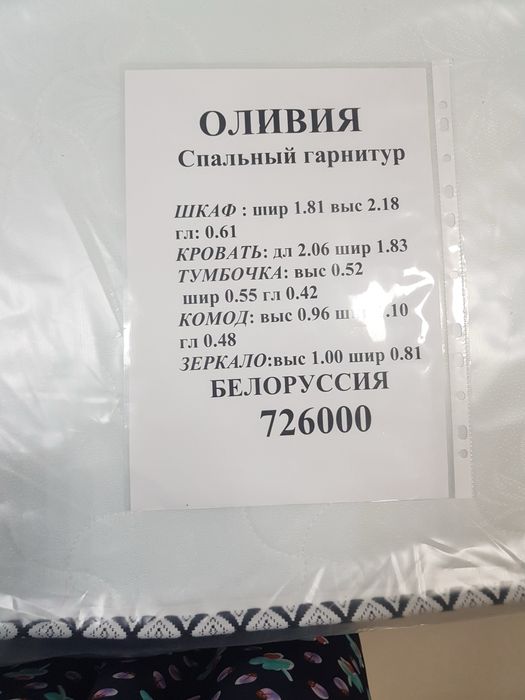 ОЛИВИЯ
Спальный гарнитур
ШКАФ : шир 1.81 выс 2.18
гл: 0.61
КРОВАТЬ: дл 2.06 шир 1.83
ТУМБОЧКА: выс 0.52
шир 0.55 гл 0.42
КОМОД: выс 0.96
гл 0.48
ЗЕРКАЛО:выс 1.00 шир 0.81
БЕЛОРУССИЯ
726000